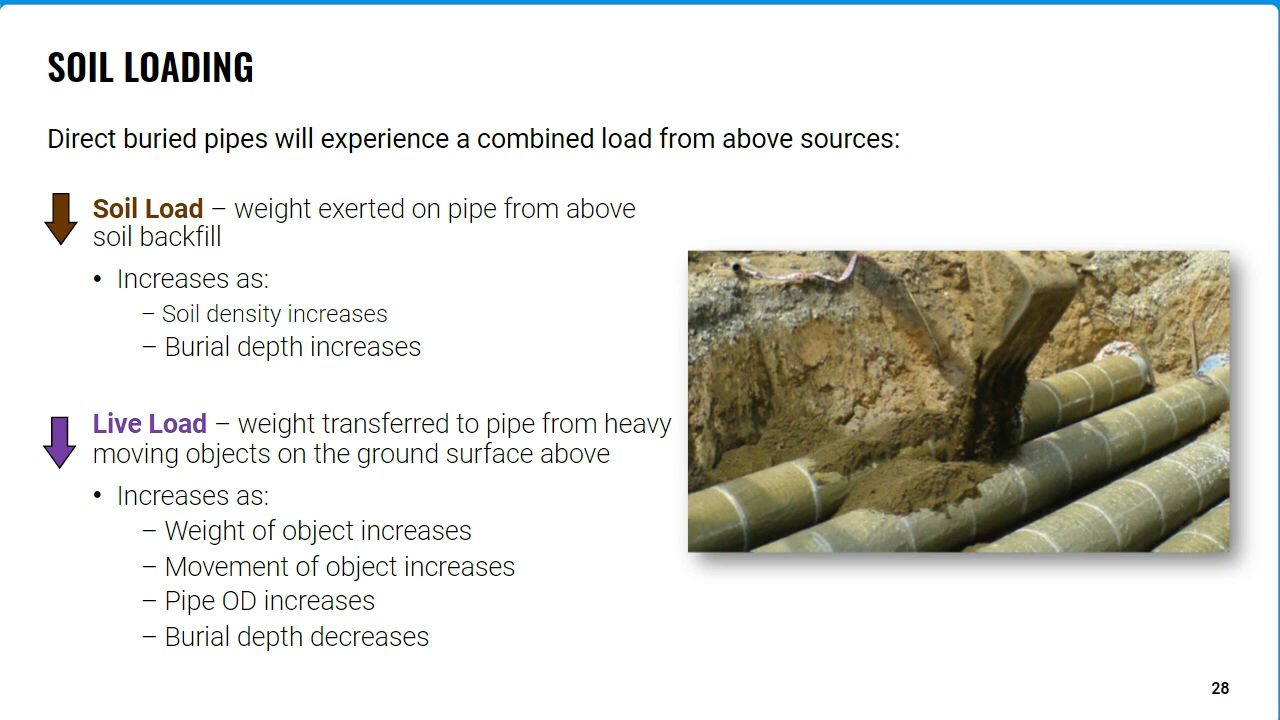 SOIL LOADING
Direct buried pipes will experience a combined load from above sources:
Soil Load – weight exerted on pipe from above
soil backfill
• Increases as:
– Soil density increases
– Burial depth increases
Live Load – weight transferred to pipe from heavy
moving objects on the ground surface above
• Increases as:
– Weight of object increases
– Movement of object increases
– Pipe OD increases
– Burial depth decreases
28